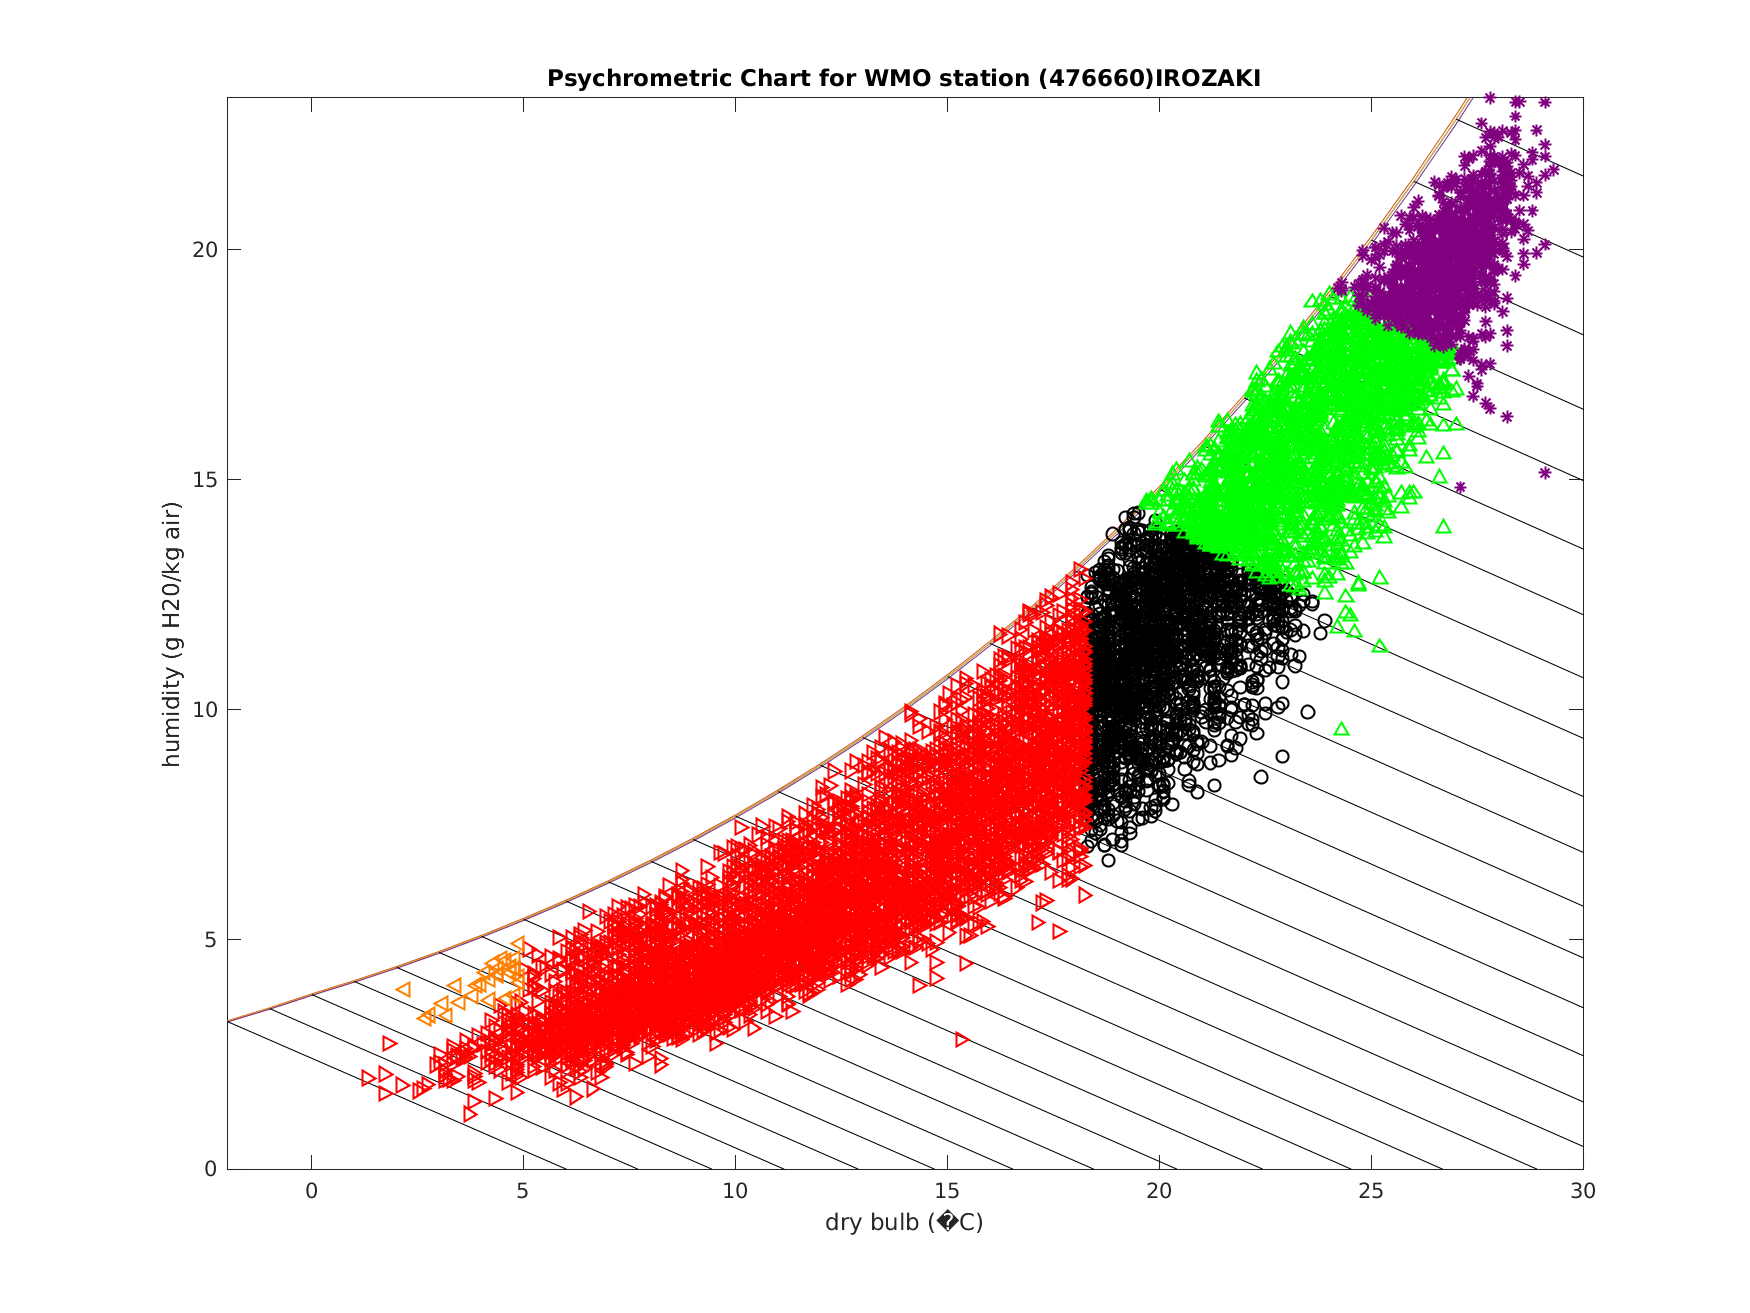 Psychrometric Chart for WMO station (476660)IROZAKI
humidity (g H20/kg air)
20
15
10
5
0
0 5 10 15 20 25 30
dry bulb (�C)